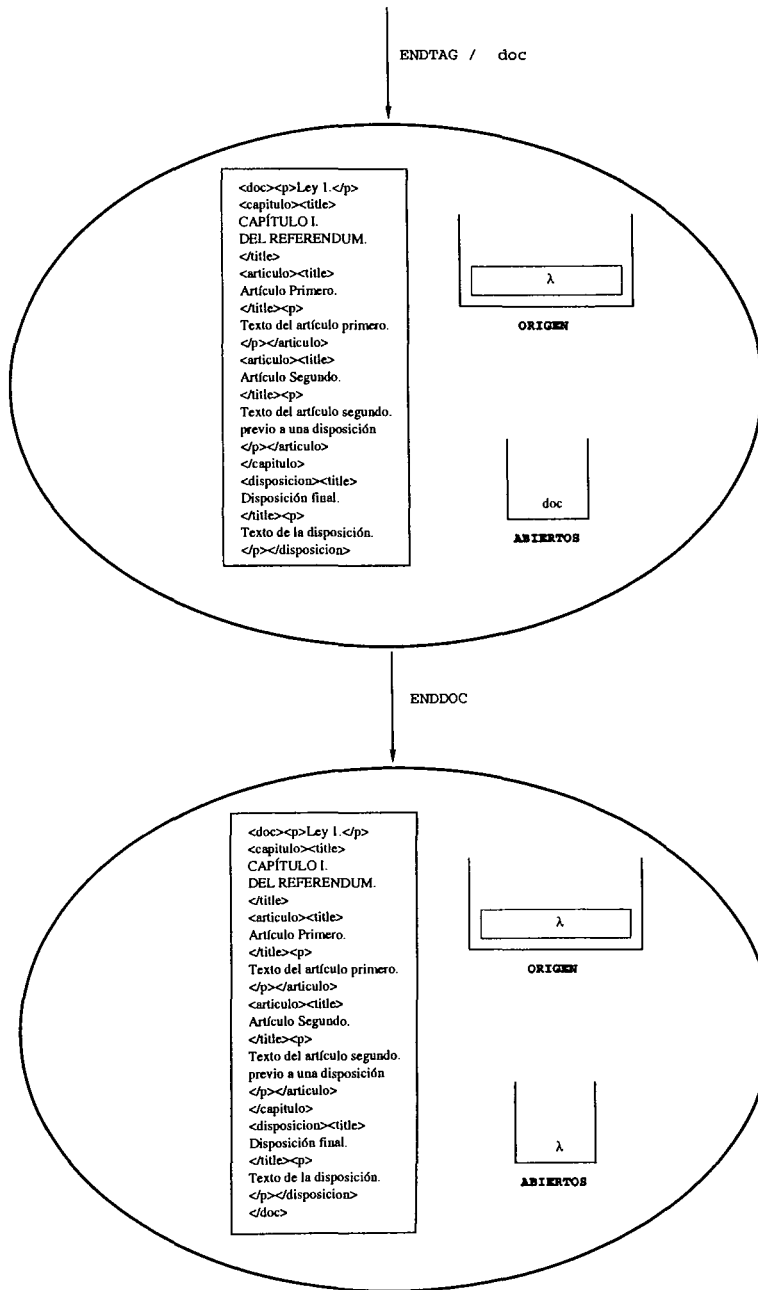 ENDTAG / doc
<doc><p>Ley 1.</p>
<capitulo><title>
CAPÍTULO I.
DEL REFERENDUM.
</title>
<articulo><title>
Artículo Primero.
</title><p>
Texto del artículo primero.
</p></articulo>
<articulo><title>
Artículo Segundo.
</title><p>
Texto del artículo segundo.
previo a una disposición
</p></articulo>
</capitulo>
<disposicion><title>
Disposición final.
</title><p>
Texto de la disposición.
</p></disposicion>
λ
ORIGEN
doc
ABIERTOS
ENDDOC
<doc><p>Ley 1.</p>
<capitulo><title>
CAPÍTULO I.
DEL REFERENDUM.
</title>
<articulo><title>
Artículo Primero.
</title><p>
Texto del artículo primero.
</p></articulo>
<articulo><title>
Artículo Segundo.
</title><p>
Texto del artículo segundo.
previo a una disposición
</p></articulo>
</capitulo>
<disposicion><title>
Disposición final.
</title><p>
Texto de la disposición.
</p></disposicion>
</doc>
λ
ORIGEN
λ
ABIERTOS